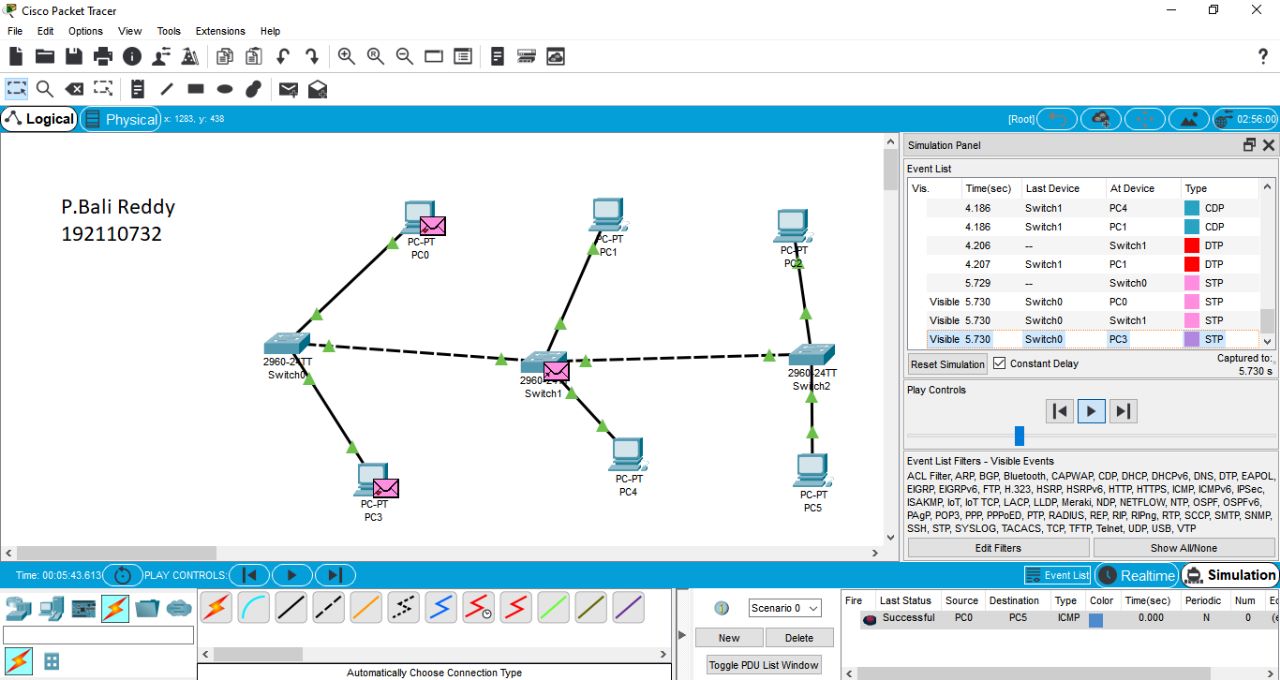 Cisco Packet Tracer
File Edit Options View Tools Extensions Help
?
Logical Physical x: 1283, y: 438 [Root] 02:56:00
P.Bali Reddy
192110732
PC-PT
PC0
PC-PT
PC1
PC-PT
PC2
2960-24TT
Switch0
2960-24TT
Switch1
2960-24TT
Switch2
PC-PT
PC3
PC-PT
PC4
PC-PT
PC5
Simulation Panel
Event List
Vis. Time(sec) Last Device At Device Type
4.186 Switch1 PC4 CDP
4.186 Switch1 PC1 CDP
4.206 -- Switch1 DTP
4.207 Switch1 PC1 DTP
5.729 -- Switch0 STP
Visible 5.730 Switch0 PC0 STP
Visible 5.730 Switch0 Switch1 STP
Visible 5.730 Switch0 PC3 STP
Reset Simulation Constant Delay Captured to:
5.730 s
Play Controls
Event List Filters - Visible Events
ACL Filter, ARP, BGP, Bluetooth, CAPWAP, CDP, DHCP, DHCPv6, DNS, DTP, EAPOL,
EIGRP, EIGRPv6, FTP, H.323, HSRP, HSRPv6, HTTP, HTTPS, ICMP, ICMPv6, IPSec,
ISAKMP, IoT, IoT TCP, LACP, LLDP, Meraki, NDP, NETFLOW, NTP, OSPF, OSPFv6,
PAgP, POP3, PPP, PPPoED, PTP, RADIUS, REP, RIP, RIPng, RTP, SCCP, SMTP, SNMP,
SSH, STP, SYSLOG, TACACS, TCP, TFTP, Telnet, UDP, USB, VTP
Edit Filters Show All/None
Time: 00:05:43.613 PLAY CONTROLS: Event List Realtime Simulation
Automatically Choose Connection Type
Scenario 0
New Delete
Toggle PDU List Window
Fire Last Status Source Destination Type Color Time(sec) Periodic Num
Successful PC0 PC5 ICMP 0.000 N 0